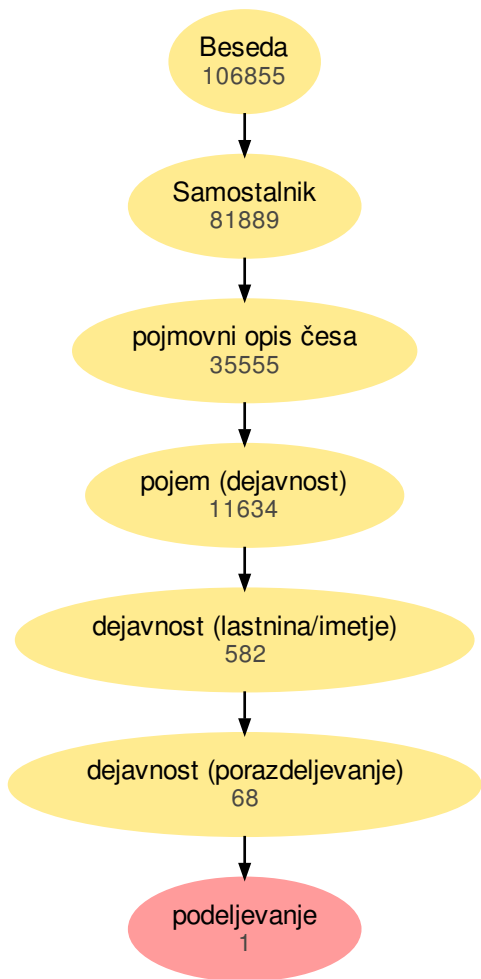 Beseda
106855
Samostalnik
81889
pojmovni opis česa
35555
pojem (dejavnost)
11634
dejavnost (lastnina/imetje)
582
dejavnost (porazdeljevanje)
68
podeljevanje
1